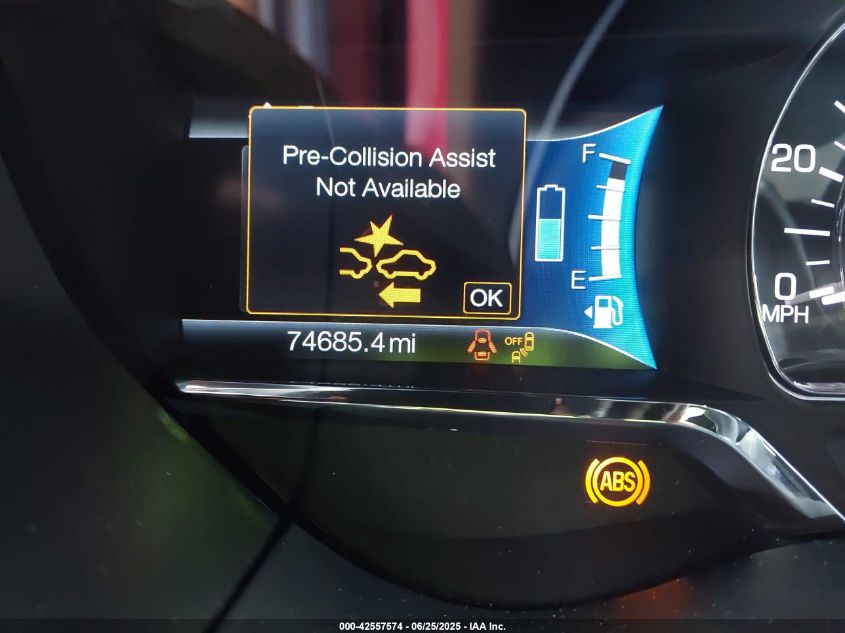 Pre-Collision Assist
Not Available
OK
F
E
20
0
MPH
74685.4 mi
OFF
ABS
000-42557574 - 06/25/2025 - IAA Inc.